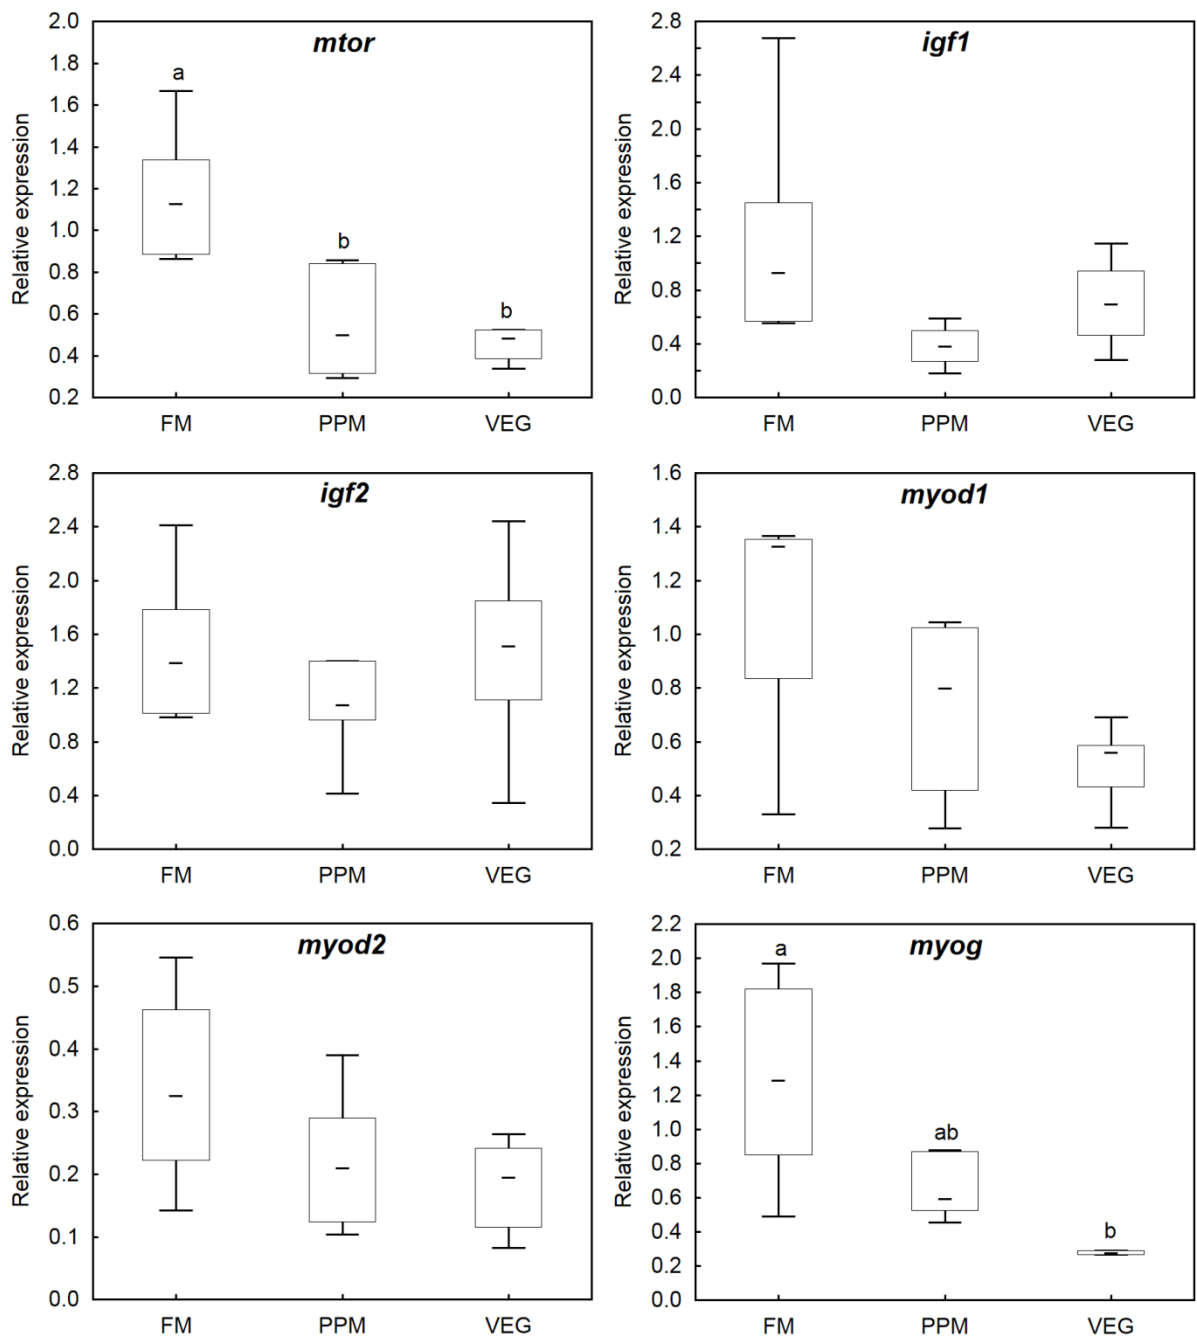 mtor
Relative expression
2.0
1.8
1.6
1.4
1.2
1.0
0.8
0.6
0.4
0.2
a
b
b
FM PPM VEG
igf1
Relative expression
2.8
2.4
2.0
1.6
1.2
0.8
0.4
0.0
FM PPM VEG
igf2
Relative expression
2.8
2.4
2.0
1.6
1.2
0.8
0.4
0.0
FM PPM VEG
myod1
Relative expression
1.6
1.4
1.2
1.0
0.8
0.6
0.4
0.2
FM PPM VEG
myod2
Relative expression
0.6
0.5
0.4
0.3
0.2
0.1
0.0
FM PPM VEG
myog
Relative expression
2.2
2.0
1.8
1.6
1.4
1.2
1.0
0.8
0.6
0.4
0.2
0.0
a
ab
b
FM PPM VEG